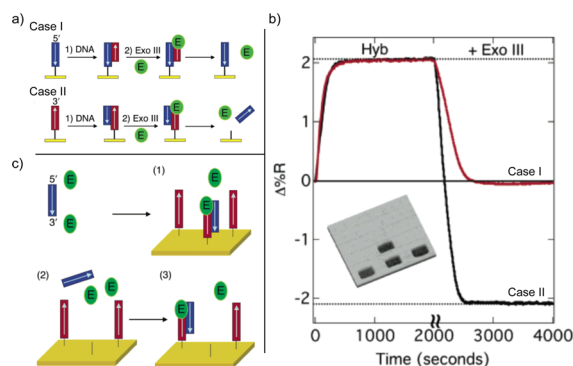 a)
Case I
5′
1) DNA
2) Exo III
E
E
E
Case II
3′
1) DNA
2) Exo III
E
E
E
c)
5′
E
E
3′
(1)
E
E
(2)
E
E
(3)
E
E
b)
Hyb
+ Exo III
Case I
Case II
Δ%R
2
1
0
-1
-2
0
1000
2000
3000
4000
Time (seconds)